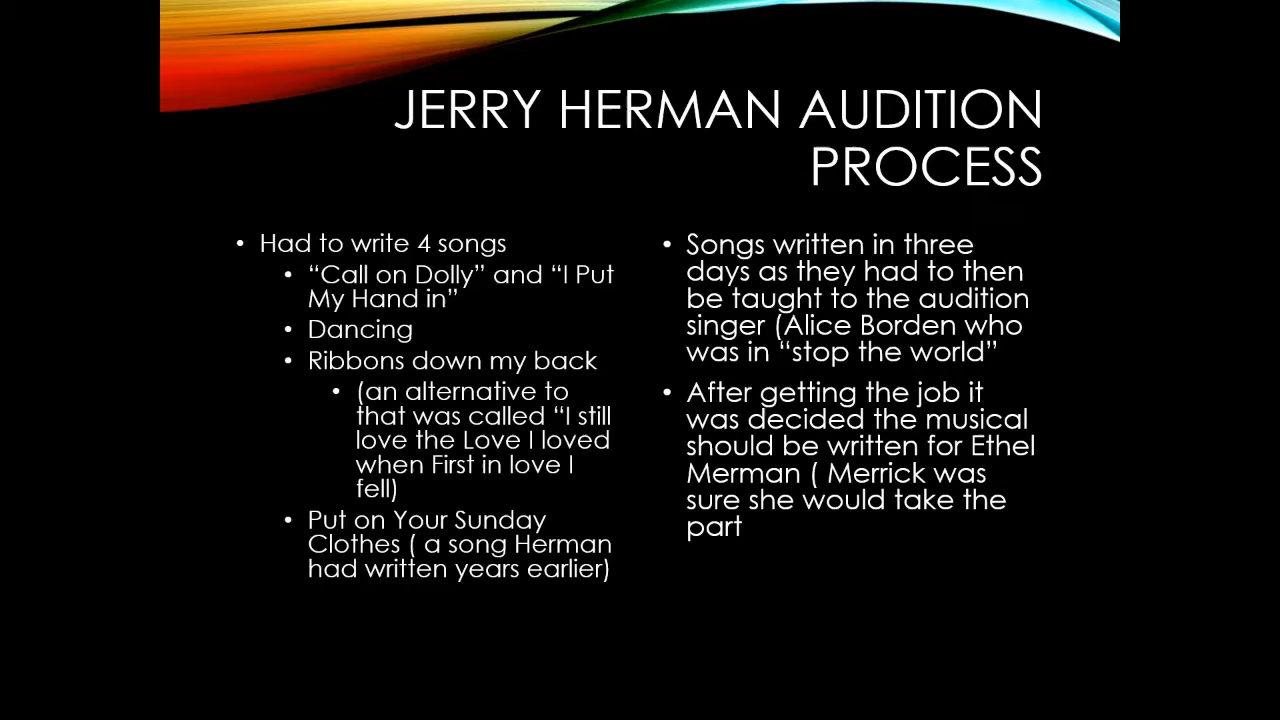 JERRY HERMAN AUDITION
PROCESS
• Had to write 4 songs
• “Call on Dolly” and “I Put
My Hand in”
• Dancing
• Ribbons down my back
• (an alternative to
that was called “I still
love the Love I loved
when First in love I
fell)
• Put on Your Sunday
Clothes ( a song Herman
had written years earlier)
• Songs written in three
days as they had to then
be taught to the audition
singer (Alice Borden who
was in “stop the world”
• After getting the job it
was decided the musical
should be written for Ethel
Merman ( Merrick was
sure she would take the
part